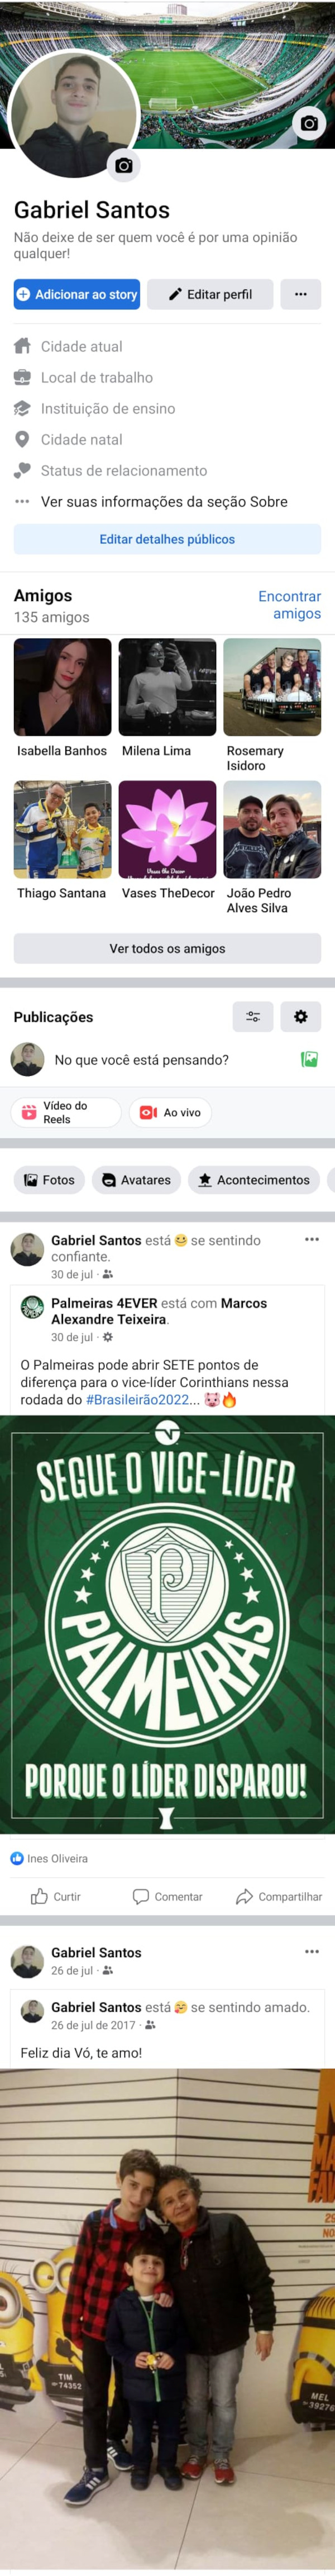 Gabriel Santos
Não deixe de ser quem você é por uma opinião
qualquer!
Adicionar ao story
Editar perfil
Cidade atual
Local de trabalho
Instituição de ensino
Cidade natal
Status de relacionamento
Ver suas informações da seção Sobre
Editar detalhes públicos
Amigos
135 amigos
Encontrar
amigos
Isabella Banhos
Milena Lima
Rosemary
Isidoro
Thiago Santana
Vases TheDecor
João Pedro
Alves Silva
Ver todos os amigos
Publicações
No que você está pensando?
Vídeo do
Reels
Ao vivo
Fotos
Avatares
Acontecimentos
Gabriel Santos está se sentindo
confiante.
30 de jul ·
Palmeiras 4EVER está com Marcos
Alexandre Teixeira.
30 de jul ·
O Palmeiras pode abrir SETE pontos de
diferença para o vice-líder Corinthians nessa
rodada do #Brasileirão2022... 🐷🔥
SEGUE O VICE-LÍDER
P
PALMEIRAS
PORQUE O LÍDER DISPAROU!
Ines Oliveira
Curtir
Comentar
Compartilhar
Gabriel Santos
26 de jul ·
Gabriel Santos está 🥰 se sentindo amado.
26 de jul de 2017 ·
Feliz dia Vó, te amo!
TIM
74352
MEL
39276